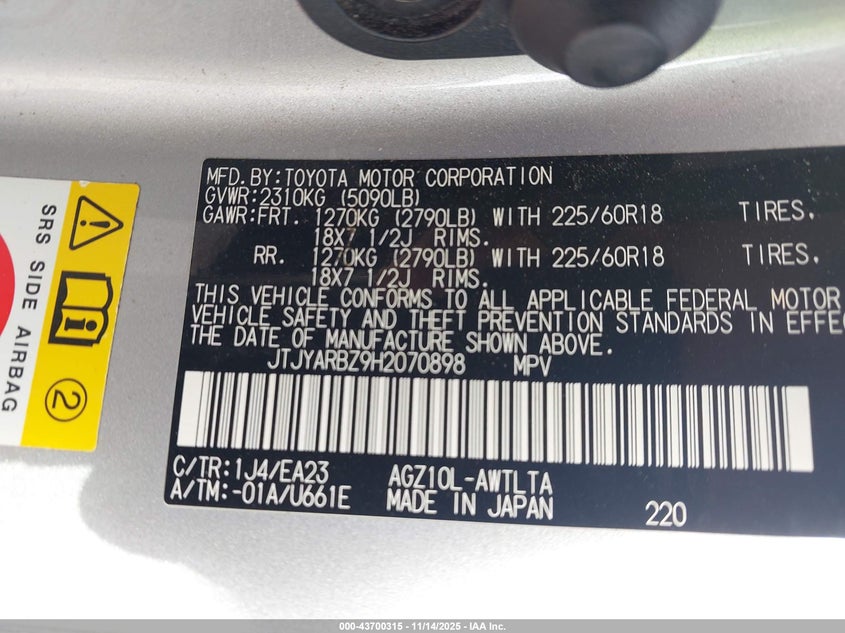 MFD.BY:TOYOTA MOTOR CORPORATION
GVWR:2310KG (5090LB)
GAWR:FRT. 1270KG (2790LB) WITH 225/60R18 TIRES.
18X7 1/2J RIMS.
RR. 1270KG (2790LB) WITH 225/60R18 TIRES.
18X7 1/2J RIMS.
THIS VEHICLE CONFORMS TO ALL APPLICABLE FEDERAL MOTOR
VEHICLE SAFETY AND THEFT PREVENTION STANDARDS IN EFFE
THE DATE OF MANUFACTURE SHOWN ABOVE.
JTJYARBZ9H2070898 MPV
C/TR:1J4/EA23 AGZ10L-AWTLTA
A/TM:-01A/U661E MADE IN JAPAN 220
SRS SIDE AIRBAG
2
000-43700315 - 11/14/2025 - IAA Inc.